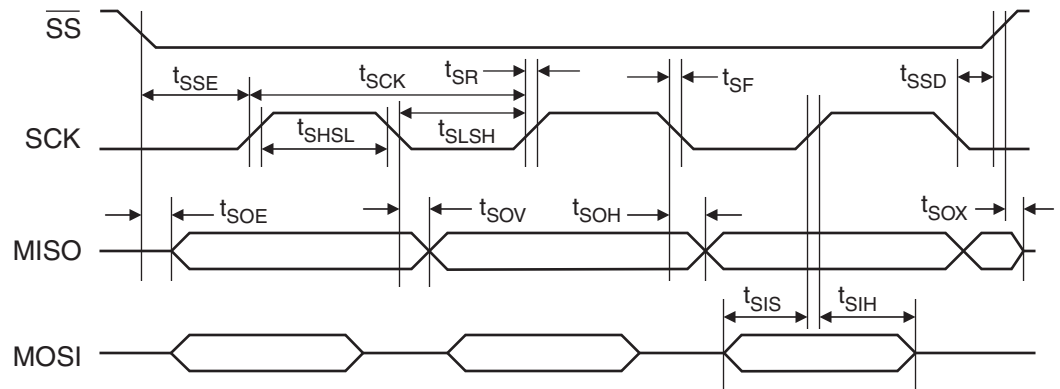 SS
tSSE
tSCK
tSR
tSF
tSSD
SCK
tSHSL
tSLSH
tSOE
tSOV
tSOH
tSOX
MISO
tSIS
tSIH
MOSI